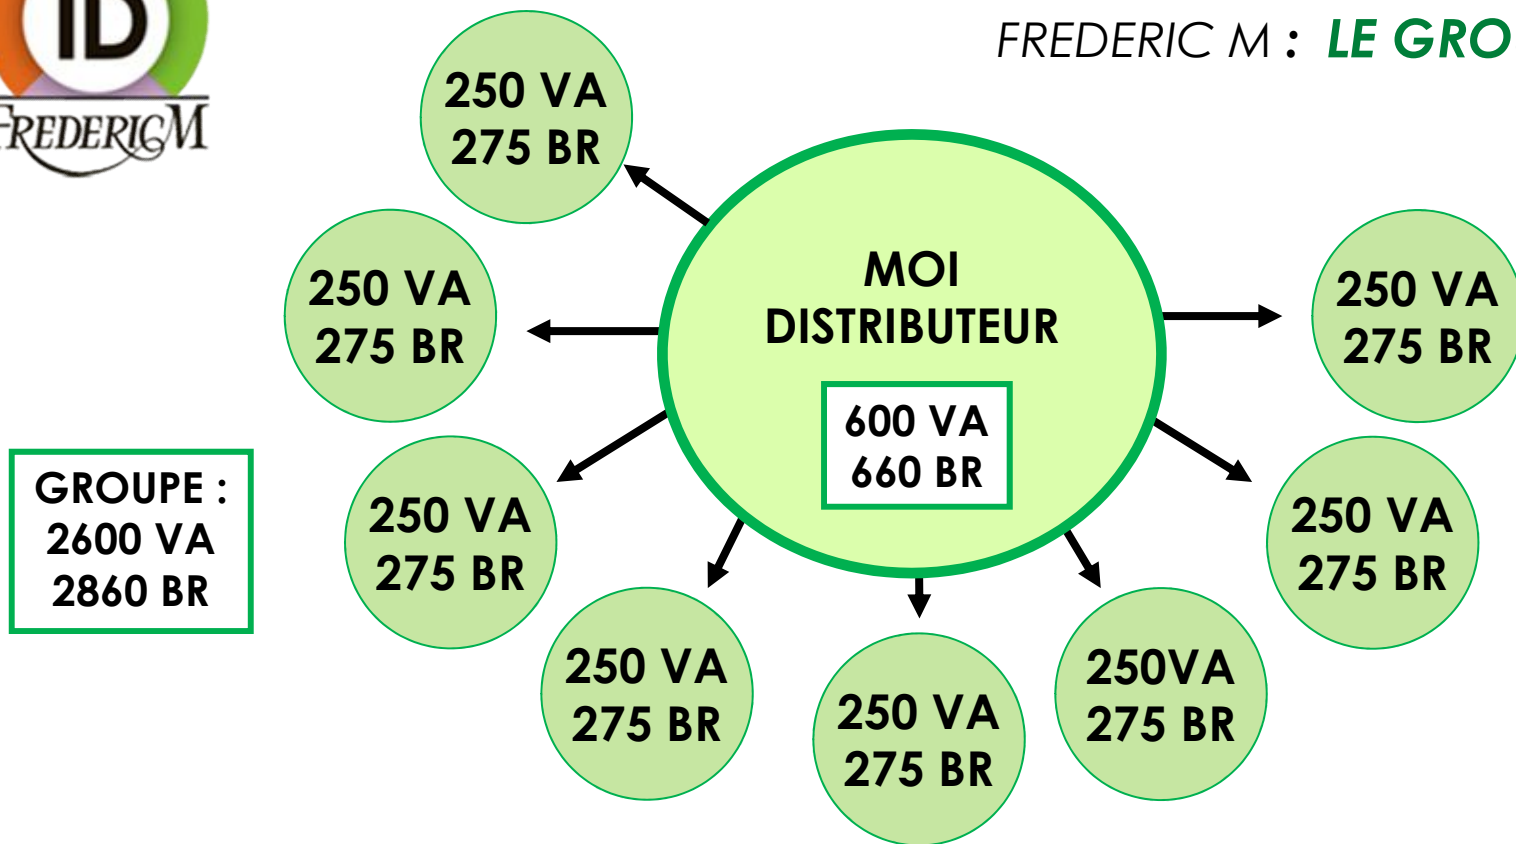 ID
FREDERIC M
FREDERIC M : LE GRO
250 VA
275 BR
250 VA
275 BR
250 VA
275 BR
250 VA
275 BR
250 VA
275 BR
250VA
275 BR
250 VA
275 BR
250 VA
275 BR
MOI
DISTRIBUTEUR
600 VA
660 BR
GROUPE :
2600 VA
2860 BR